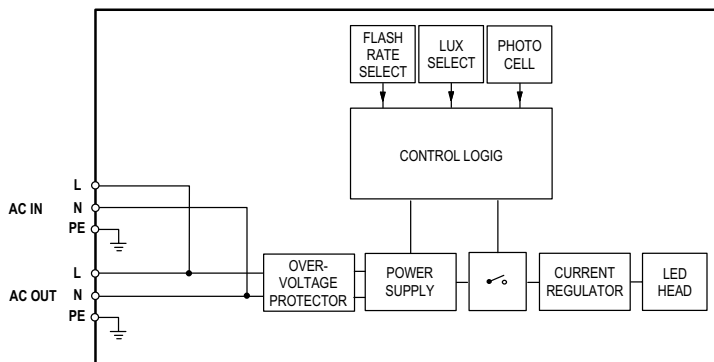 FLASH
RATE
SELECT
LUX
SELECT
PHOTO
CELL
CONTROL LOGIG
AC IN
L
N
PE
AC OUT
L
N
PE
OVER-
VOLTAGE
PROTECTOR
POWER
SUPPLY
CURRENT
REGULATOR
LED
HEAD